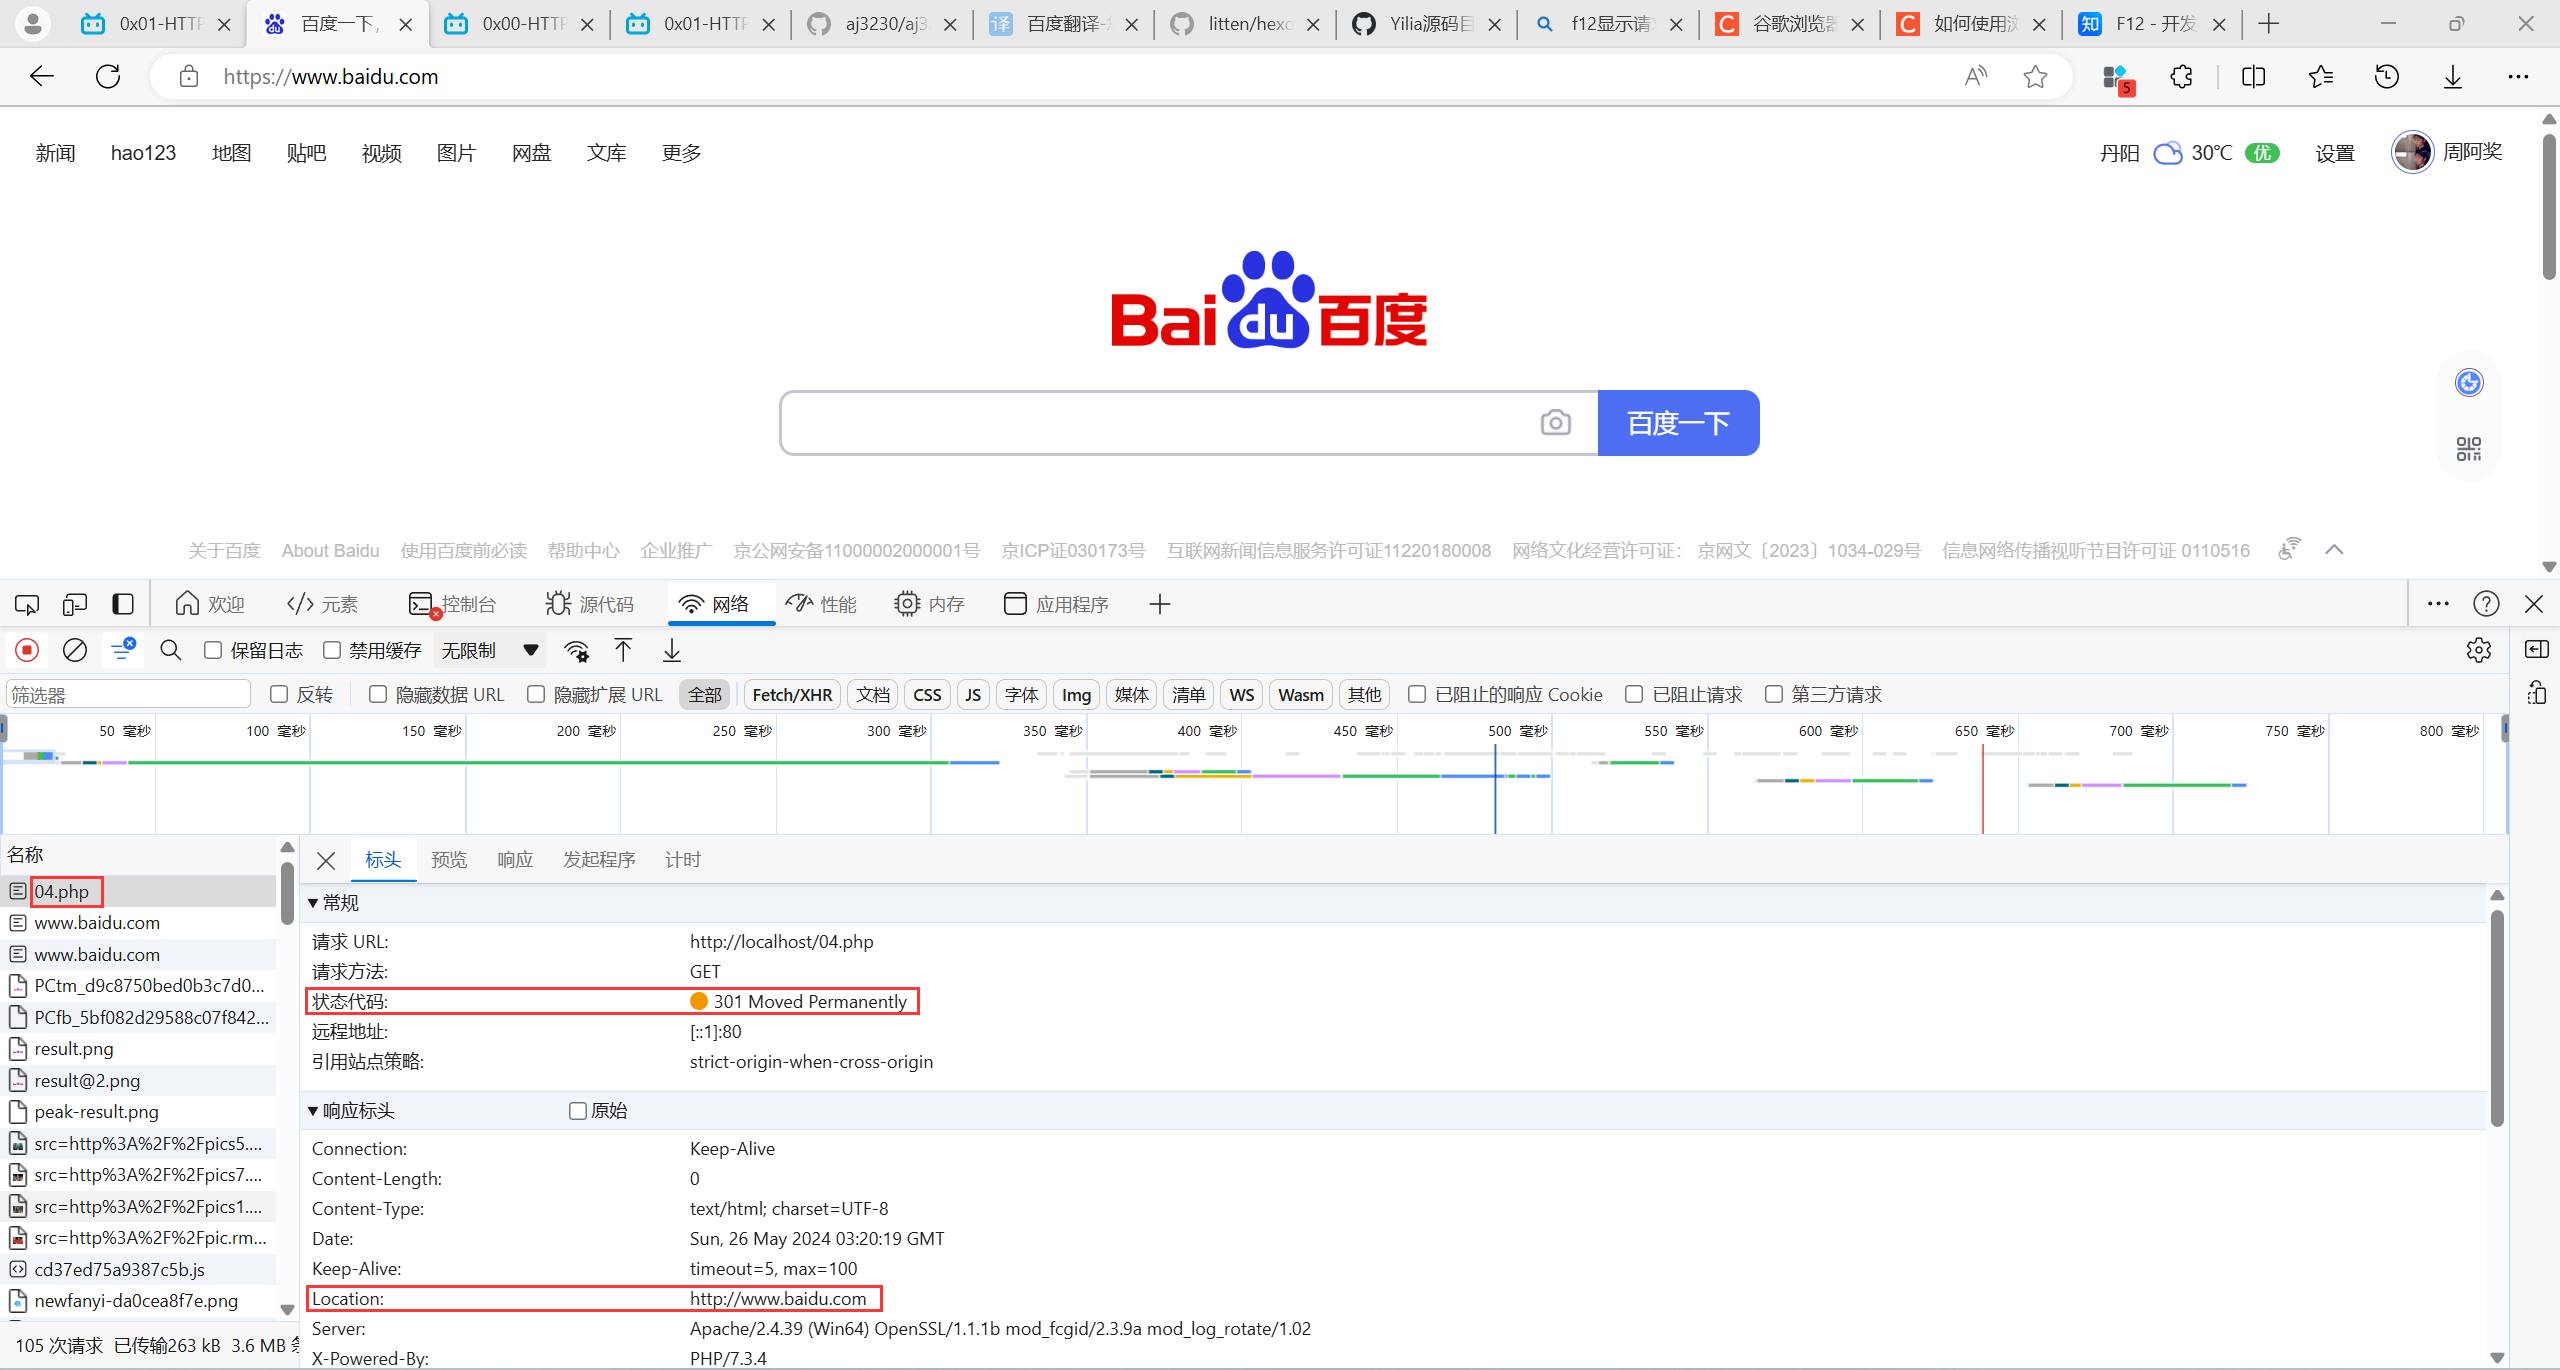 0x01-HTTP
百度一下,
0x00-HTTP
0x01-HTTP
aj3230/aj3
百度翻译-
litten/hexo
Yilia源码目
f12显示请
谷歌浏览器
如何使用浏
F12 - 开发
https://www.baidu.com
5
新闻 hao123 地图 贴吧 视频 图片 网盘 文库 更多
丹阳 30℃ 优 设置 周阿奖
Bai du 百度
百度一下
关于百度 About Baidu 使用百度前必读 帮助中心 企业推广 京公网安备11000002000001号 京ICP证030173号 互联网新闻信息服务许可证11220180008 网络文化经营许可证: 京网文〔2023〕1034-029号 信息网络传播视听节目许可证 0110516
欢迎 元素 控制台 源代码 网络 性能 内存 应用程序
保留日志 禁用缓存 无限制
筛选器 反转 隐藏数据 URL 隐藏扩展 URL 全部 Fetch/XHR 文档 CSS JS 字体 Img 媒体 清单 WS Wasm 其他 已阻止的响应 Cookie 已阻止请求 第三方请求
50 毫秒 100 毫秒 150 毫秒 200 毫秒 250 毫秒 300 毫秒 350 毫秒 400 毫秒 450 毫秒 500 毫秒 550 毫秒 600 毫秒 650 毫秒 700 毫秒 750 毫秒 800 毫秒
名称
04.php
www.baidu.com
www.baidu.com
PCtm_d9c8750bed0b3c7d0...
PCfb_5bf082d29588c07f842...
result.png
result@2.png
peak-result.png
src=http%3A%2F%2Fpics5....
src=http%3A%2F%2Fpics7....
src=http%3A%2F%2Fpics1....
src=http%3A%2F%2Fpic.rm...
cd37ed75a9387c5b.js
newfanyi-da0cea8f7e.png
105 次请求 已传输263 kB 3.6 MB
标头 预览 响应 发起程序 计时
常规
请求 URL: http://localhost/04.php
请求方法: GET
状态代码: 301 Moved Permanently
远程地址: [::1]:80
引用站点策略: strict-origin-when-cross-origin
响应标头 原始
Connection: Keep-Alive
Content-Length: 0
Content-Type: text/html; charset=UTF-8
Date: Sun, 26 May 2024 03:20:19 GMT
Keep-Alive: timeout=5, max=100
Location: http://www.baidu.com
Server: Apache/2.4.39 (Win64) OpenSSL/1.1.1b mod_fcgid/2.3.9a mod_log_rotate/1.02
X-Powered-By: PHP/7.3.4